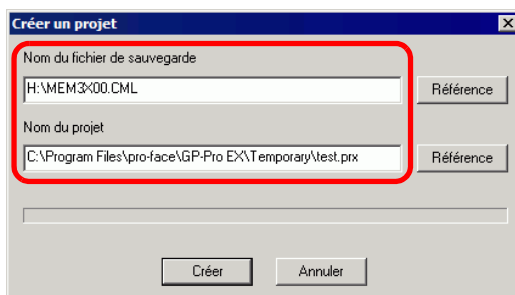 Créer un projet
Nom du fichier de sauvegarde
H:\MEM3X00.CML
Référence
Nom du projet
C:\Program Files\pro-face\GP-Pro EX\Temporary\test.prx
Référence
Créer
Annuler